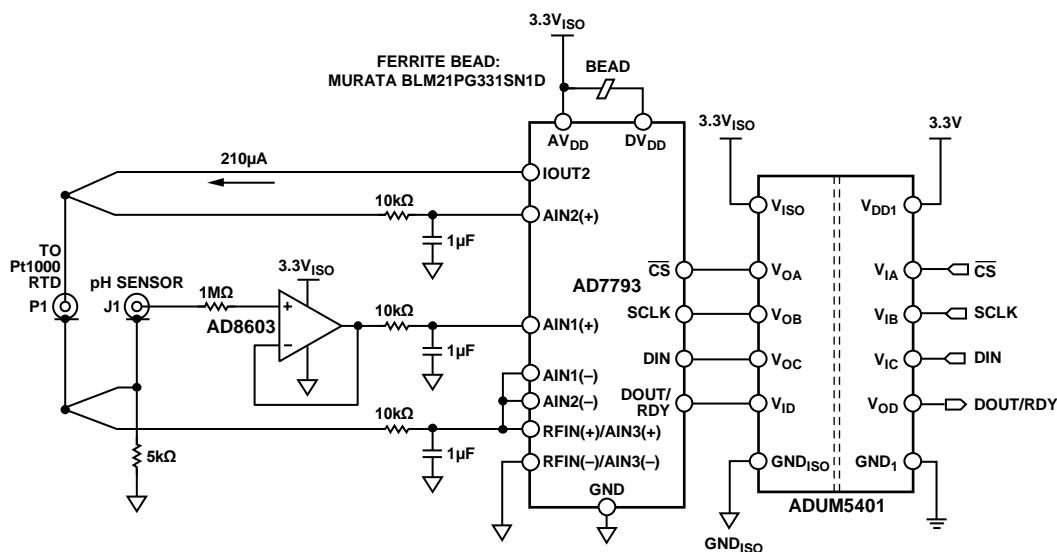 3.3VISO
FERRITE BEAD:
MURATA BLM21PG331SN1D
BEAD
AVDD
DVDD
3.3VISO
3.3V
210µA
IOUT2
10kΩ
AIN2(+)
1µF
VISO
VDD1
TO
Pt1000
RTD
P1
pH SENSOR
J1
1MΩ
3.3VISO
AD8603
10kΩ
AIN1(+)
1µF
AD7793
CS
VOA
VIA
CS
SCLK
VOB
VIB
SCLK
DIN
VOC
VIC
DIN
AIN1(–)
AIN2(–)
DOUT/
RDY
VID
VOD
DOUT/RDY
10kΩ
RFIN(+)/AIN3(+)
1µF
5kΩ
RFIN(–)/AIN3(–)
GND
GNDISO
GND1
ADUM5401
GNDISO